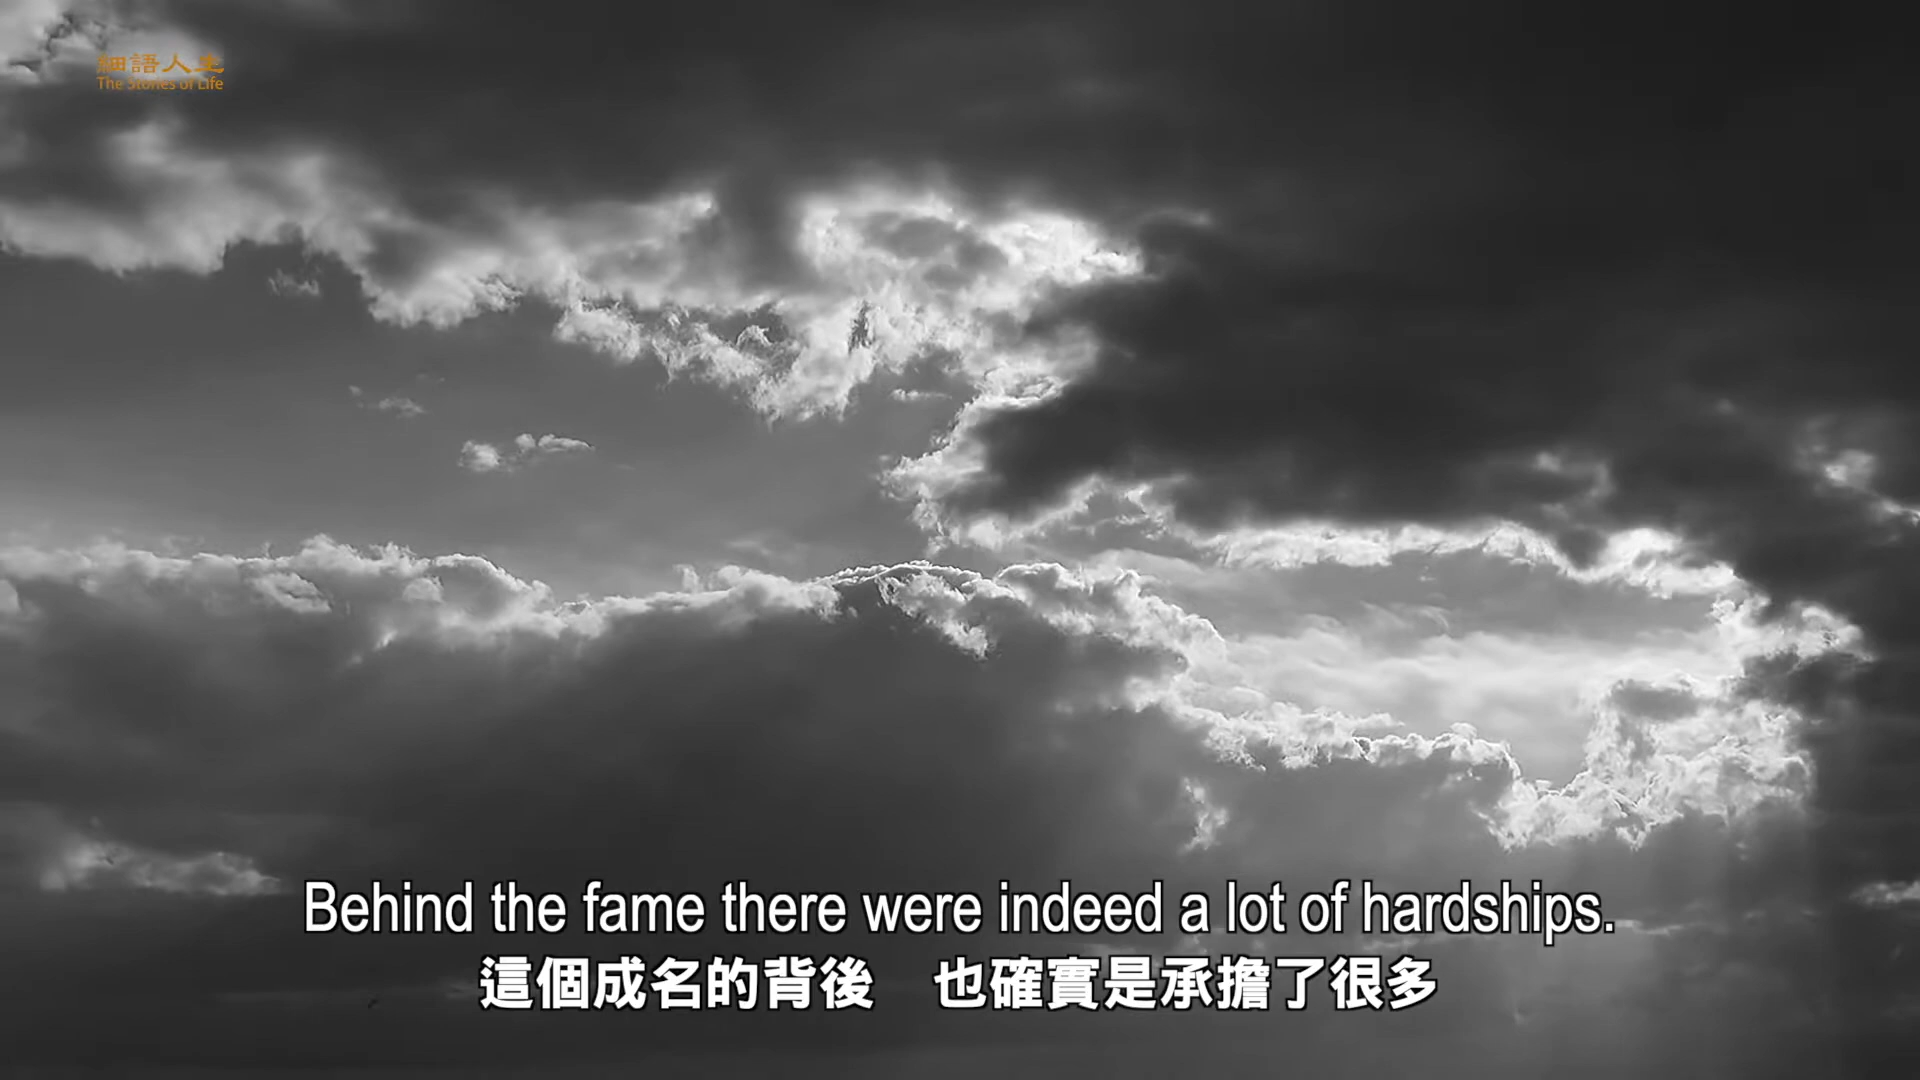 細語人生
The Stories of Life
Behind the fame there were indeed a lot of hardships.
這個成名的背後　也確實是承擔了很多